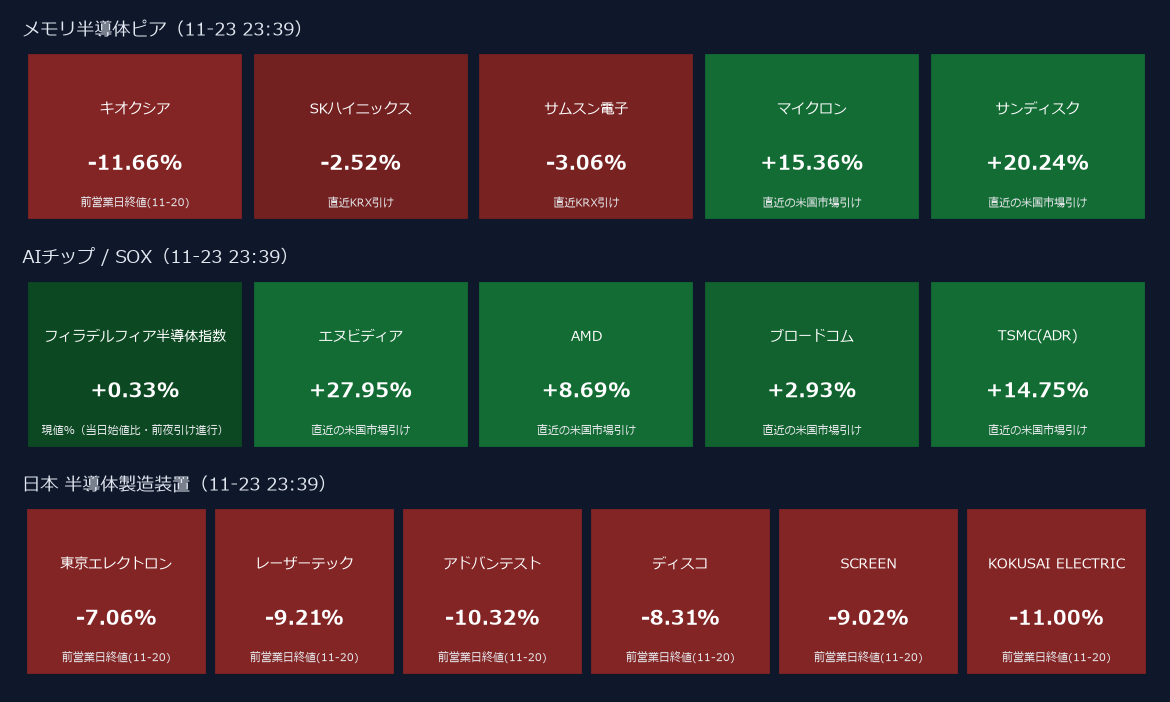 メモリ半導体ピア（11-23 23:39）
キオクシア
-11.66%
前営業日終値(11-20)
SKハイニックス
-2.52%
直近KRX引け
サムスン電子
-3.06%
直近KRX引け
マイクロン
+15.36%
直近の米国市場引け
サンディスク
+20.24%
直近の米国市場引け
AIチップ / SOX（11-23 23:39）
フィラデルフィア半導体指数
+0.33%
現値%（当日始値比・前夜引け進行）
エヌビディア
+27.95%
直近の米国市場引け
AMD
+8.69%
直近の米国市場引け
ブロードコム
+2.93%
直近の米国市場引け
TSMC(ADR)
+14.75%
直近の米国市場引け
日本 半導体製造装置（11-23 23:39）
東京エレクトロン
-7.06%
前営業日終値(11-20)
レーザーテック
-9.21%
前営業日終値(11-20)
アドバンテスト
-10.32%
前営業日終値(11-20)
ディスコ
-8.31%
前営業日終値(11-20)
SCREEN
-9.02%
前営業日終値(11-20)
KOKUSAI ELECTRIC
-11.00%
前営業日終値(11-20)